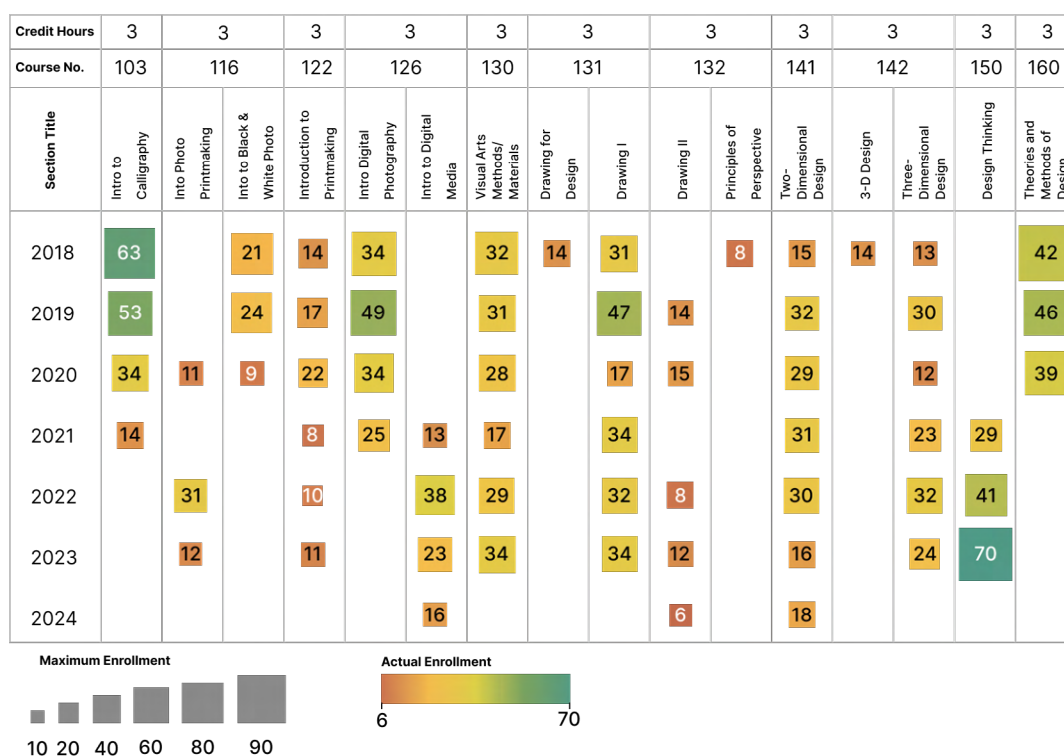 Credit Hours 3 3 3 3 3 3 3 3 3 3 3
Course No. 103 116 122 126 130 131 132 141 142 150 160
Section Title
Intro to
Calligraphy
Into Photo
Printmaking
Into to Black &
White Photo
Introduction to
Printmaking
Intro Digital
Photography
Intro to Digital
Media
Visual Arts
Methods/
Materials
Drawing for
Design
Drawing I
Drawing II
Principles of
Perspective
Two-
Dimensional
Design
3-D Design
Three-
Dimensional
Design
Design Thinking
Theories and
Methods of
Design
2018 63 21 14 34 32 14 31 8 15 14 13 42
2019 53 24 17 49 31 47 14 32 30 46
2020 34 11 9 22 34 28 17 15 29 12 39
2021 14 8 25 13 17 34 31 23 29
2022 31 10 38 29 32 8 30 32 41
2023 12 11 23 34 34 12 16 24 70
2024 16 6 18
Maximum Enrollment
10 20 40 60 80 90
Actual Enrollment
6 70